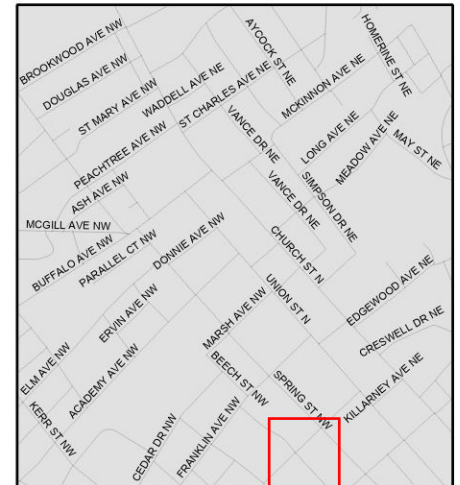 BROOKWOOD AVE NW
AYCOCK ST NE
HOMERINE ST NE
DOUGLAS AVE NW
WADDELL AVE NE
ST MARY AVE NW
ST CHARLES AVE NE
MCKINNON AVE NE
VANCE DR NE
LONG AVE NE
MEADOW AVE NE
MAY ST NE
PEACHTREE AVE NW
ASH AVE NW
VANCE DR NE
SIMPSON DR NE
MCGILL AVE NW
BUFFALO AVE NW
PARALLEL CT NW
DONNIE AVE NW
CHURCH ST N
UNION ST N
EDGEWOOD AVE NE
ERVIN AVE NW
MARSH AVE NW
CRESWELL DR NE
ELM AVE NW
ACADEMY AVE NW
BEECH ST NW
SPRING ST NW
KILLARNEY AVE NE
KERR ST NW
CEDAR DR NW
FRANKLIN AVE NW